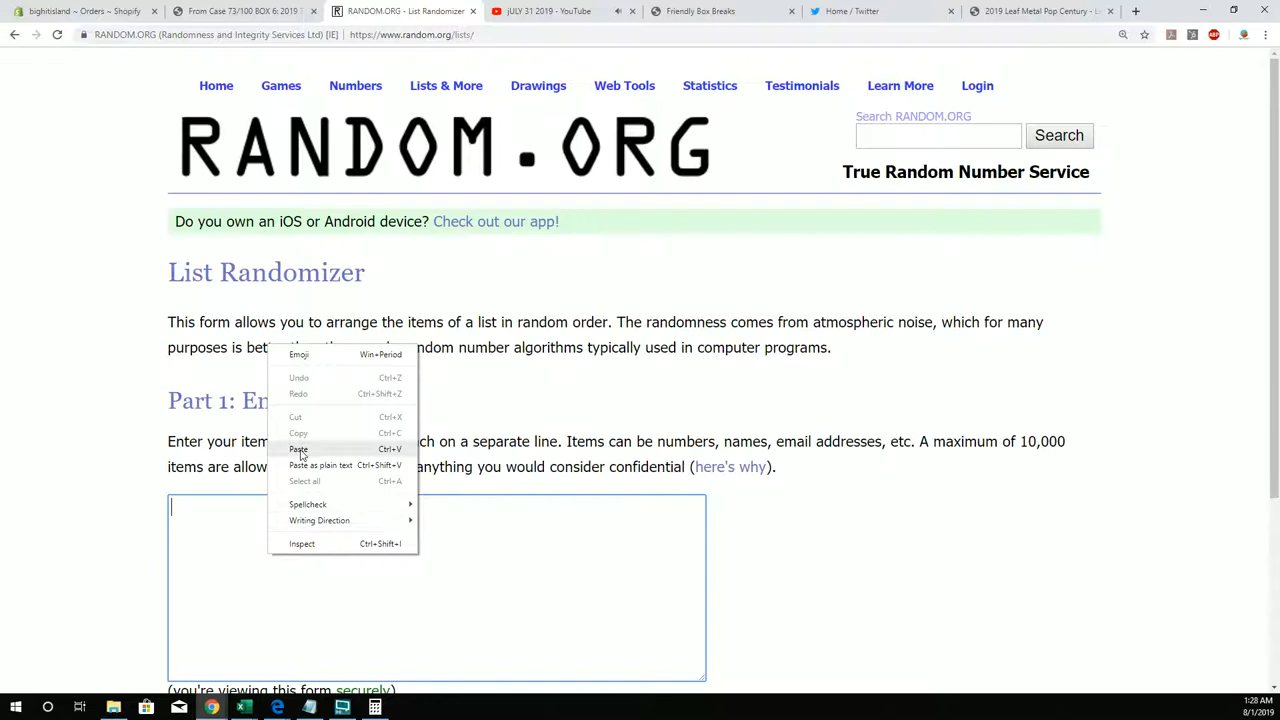 bighitisland ~ Orders ~ Shopify
From Case 73/100 BOX 6: 2019
RANDOM.ORG - List Randomizer
jULY 31 2019 - YouTube
Friendly Box Breaks
Home / Twitter
2019 Leaf Metal Pop Century -
RANDOM.ORG (Randomness and Integrity Services Ltd) [IE] | https://www.random.org/lists/
Home Games Numbers Lists & More Drawings Web Tools Statistics Testimonials Learn More Login
RANDOM.ORG
Search RANDOM.ORG
Search
True Random Number Service
Do you own an iOS or Android device? Check out our app!
List Randomizer
This form allows you to arrange the items of a list in random order. The randomness comes from atmospheric noise, which for many
purposes is number algorithms typically used in computer programs.
Part 1:
Enter your on a separate line. Items can be numbers, names, email addresses, etc. A maximum of 10,000
items are anything you would consider confidential (here's why).
Emoji Win+Period
Undo Ctrl+Z
Redo Ctrl+Shift+Z
Cut Ctrl+X
Copy Ctrl+C
Paste Ctrl+V
Paste as plain text Ctrl+Shift+V
Select all Ctrl+A
Spellcheck
Writing Direction
Inspect Ctrl+Shift+I
(you're viewing this form securely)
1:28 AM
8/1/2019